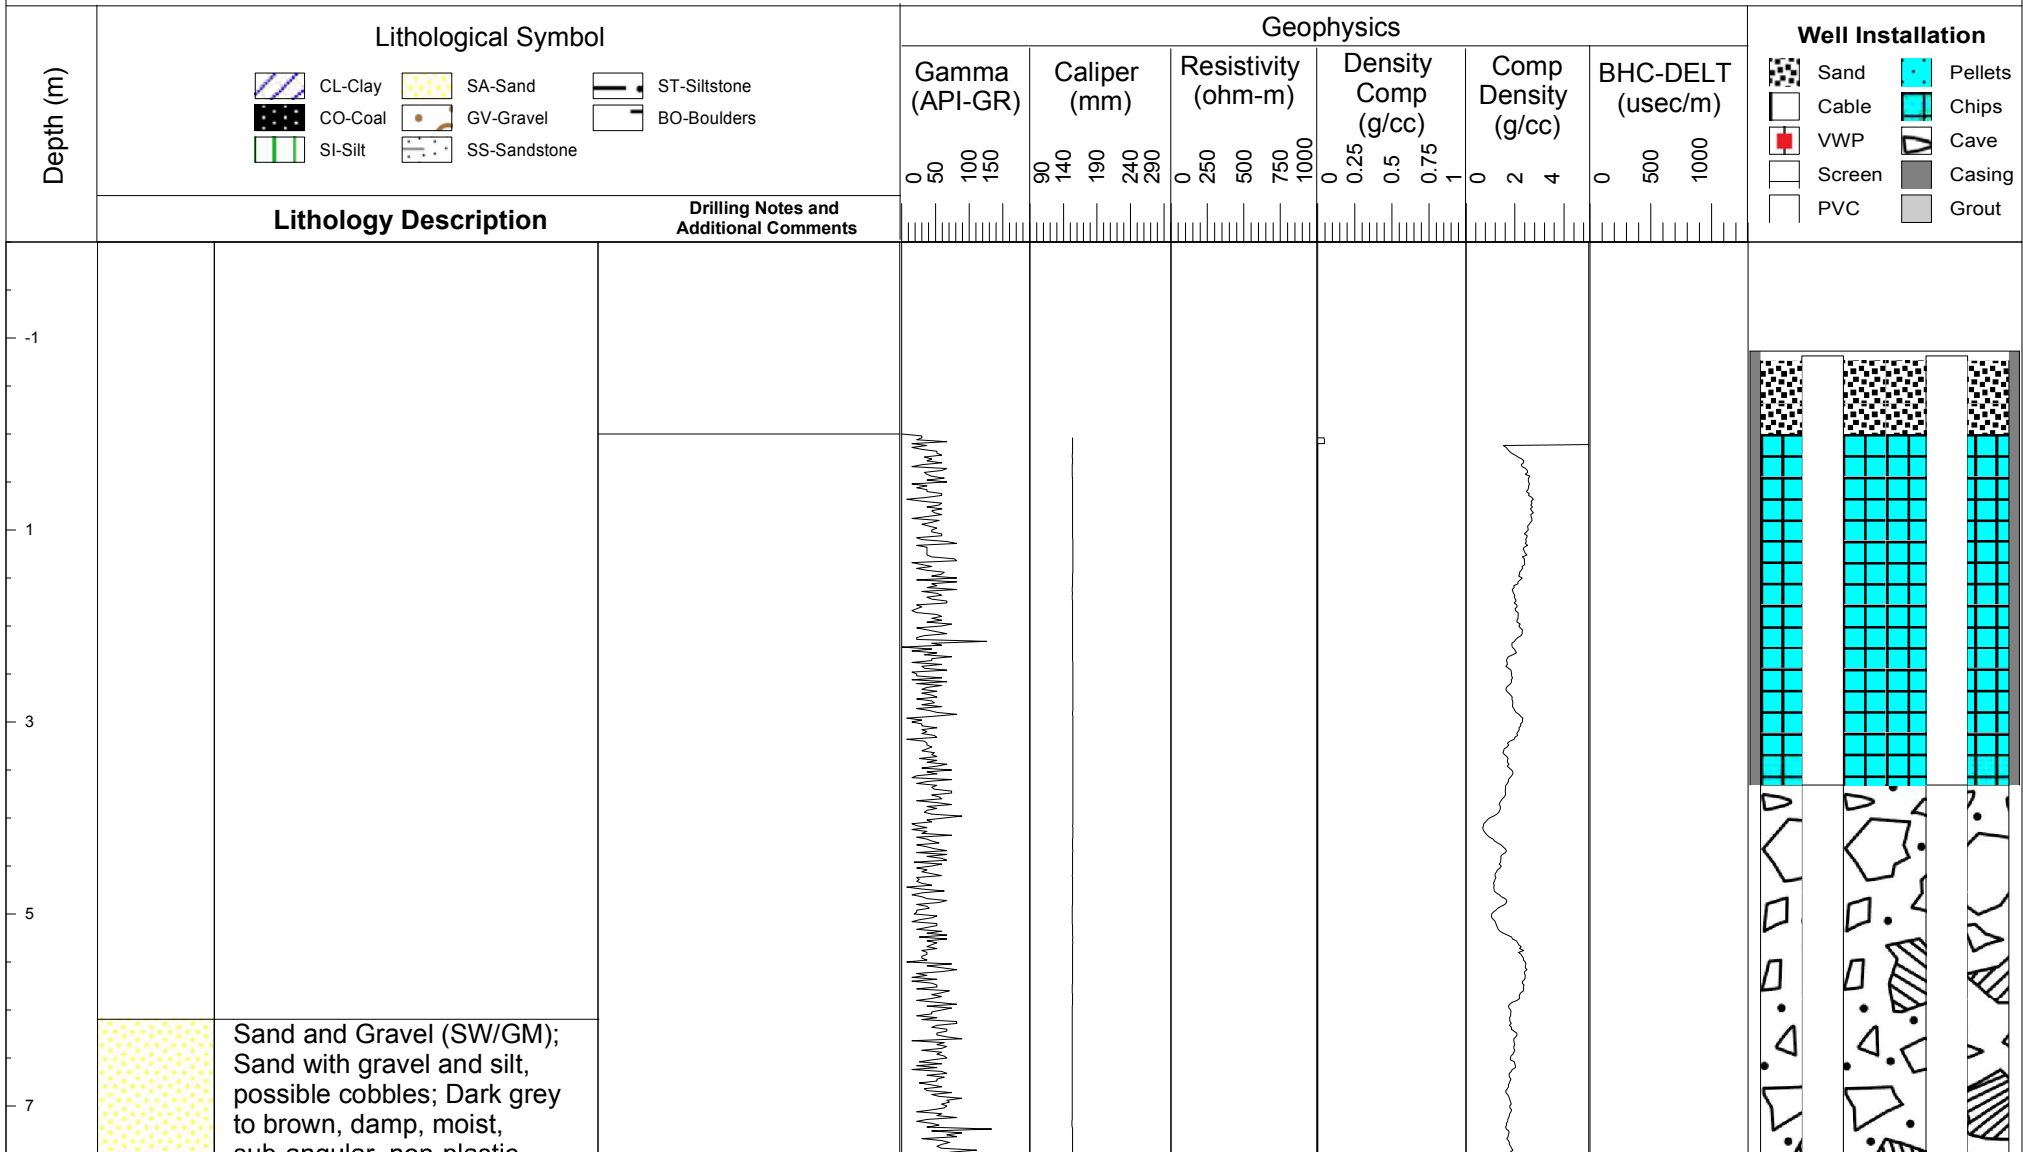 Depth (m)
Lithological Symbol
CL-Clay
SA-Sand
ST-Siltstone
CO-Coal
GV-Gravel
BO-Boulders
SI-Silt
SS-Sandstone
Lithology Description
Drilling Notes and
Additional Comments
Geophysics
Gamma
(API-GR)
0 50 100 150
Caliper
(mm)
90 140 190 240 290
Resistivity
(ohm-m)
0 250 500 750 1000
Density
Comp
(g/cc)
0 0.25 0.5 0.75 1
Comp
Density
(g/cc)
0 2 4
BHC-DELT
(usec/m)
0 500 1000
Well Installation
Sand
Pellets
Cable
Chips
VWP
Cave
Screen
Casing
PVC
Grout
-1
1
3
5
7
Sand and Gravel (SW/GM);
Sand with gravel and silt,
possible cobbles; Dark grey
to brown, damp, moist,
sub-angular, non-plastic